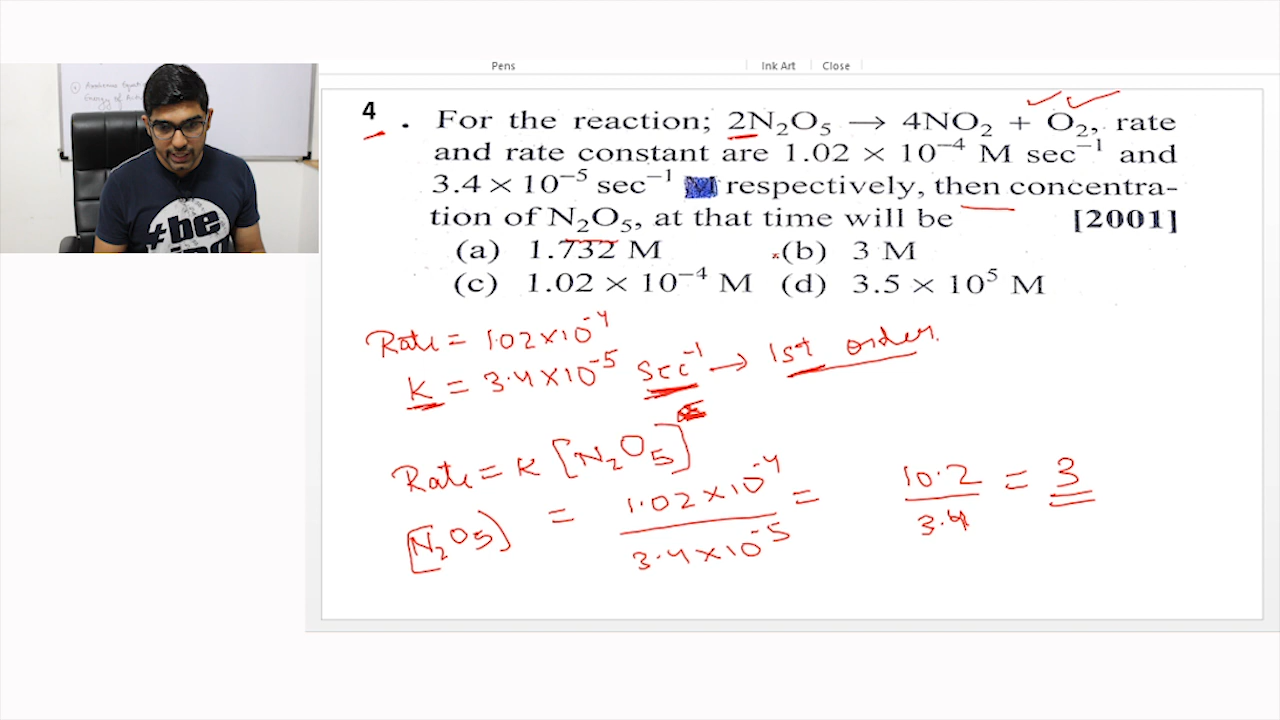 Pens Ink Art Close
4 . For the reaction; 2N₂O₅ → 4NO₂ + O₂, rate
and rate constant are 1.02 × 10⁻⁴ M sec⁻¹ and
3.4 × 10⁻⁵ sec⁻¹ respectively, then concentra-
tion of N₂O₅, at that time will be [2001]
(a) 1.732 M (b) 3 M
(c) 1.02 × 10⁻⁴ M (d) 3.5 × 10⁵ M
Rate = 1.02×10⁻⁴
K = 3.4×10⁻⁵ sec⁻¹ → 1st order.
Rate = K [N₂O₅]
[N₂O₅] = 1.02×10⁻⁴ / 3.4×10⁻⁵ = 10.2 / 3.4 = 3
#be